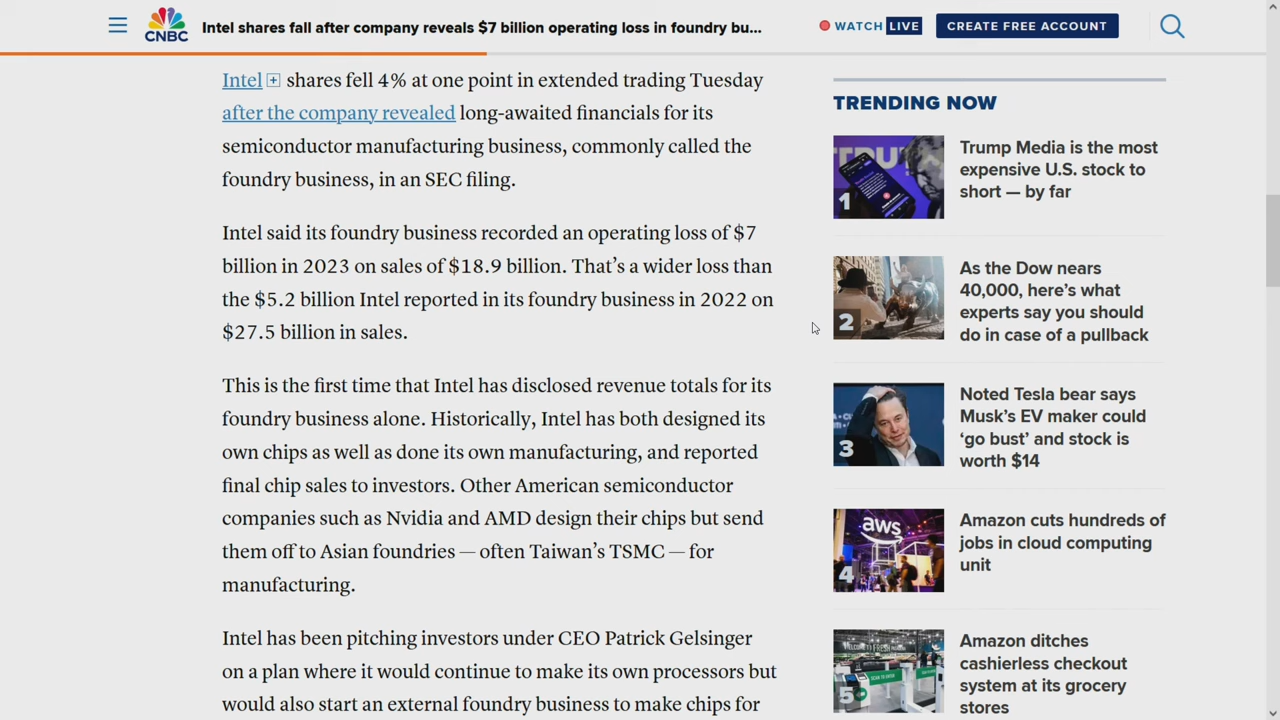 CNBC
Intel shares fall after company reveals $7 billion operating loss in foundry bu...
WATCH LIVE
CREATE FREE ACCOUNT
Intel shares fell 4% at one point in extended trading Tuesday
after the company revealed long-awaited financials for its
semiconductor manufacturing business, commonly called the
foundry business, in an SEC filing.
Intel said its foundry business recorded an operating loss of $7
billion in 2023 on sales of $18.9 billion. That’s a wider loss than
the $5.2 billion Intel reported in its foundry business in 2022 on
$27.5 billion in sales.
This is the first time that Intel has disclosed revenue totals for its
foundry business alone. Historically, Intel has both designed its
own chips as well as done its own manufacturing, and reported
final chip sales to investors. Other American semiconductor
companies such as Nvidia and AMD design their chips but send
them off to Asian foundries — often Taiwan’s TSMC — for
manufacturing.
Intel has been pitching investors under CEO Patrick Gelsinger
on a plan where it would continue to make its own processors but
would also start an external foundry business to make chips for
TRENDING NOW
1
Trump Media is the most
expensive U.S. stock to
short — by far
2
As the Dow nears
40,000, here’s what
experts say you should
do in case of a pullback
3
Noted Tesla bear says
Musk’s EV maker could
‘go bust’ and stock is
worth $14
aws
4
Amazon cuts hundreds of
jobs in cloud computing
unit
5
Amazon ditches
cashierless checkout
system at its grocery
stores